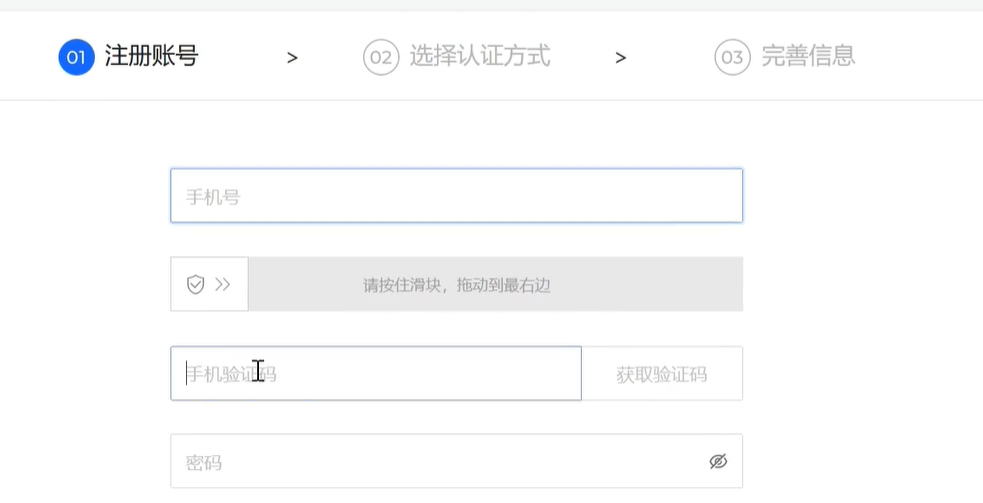 01 注册账号 > 02 选择认证方式 > 03 完善信息
手机号
请按住滑块，拖动到最右边
手机验证码 获取验证码
密码